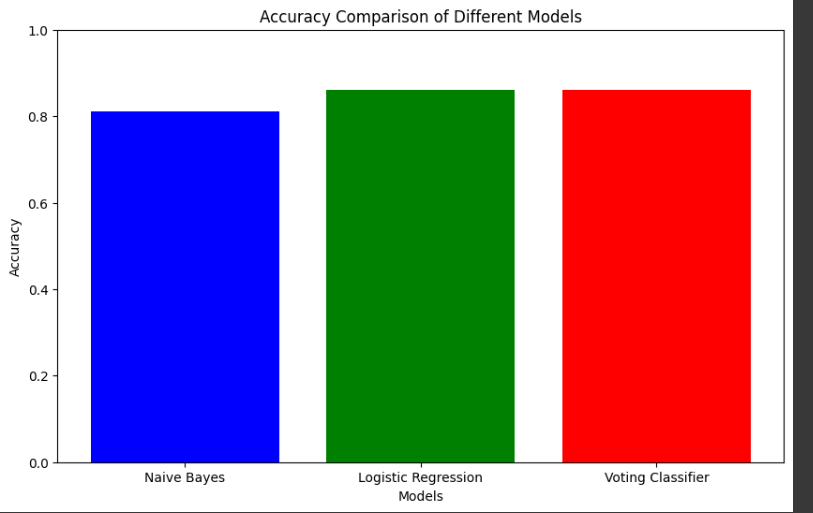 Accuracy Comparison of Different Models
1.0
0.8
0.6
0.4
0.2
0.0
Accuracy
Naive Bayes
Logistic Regression
Voting Classifier
Models